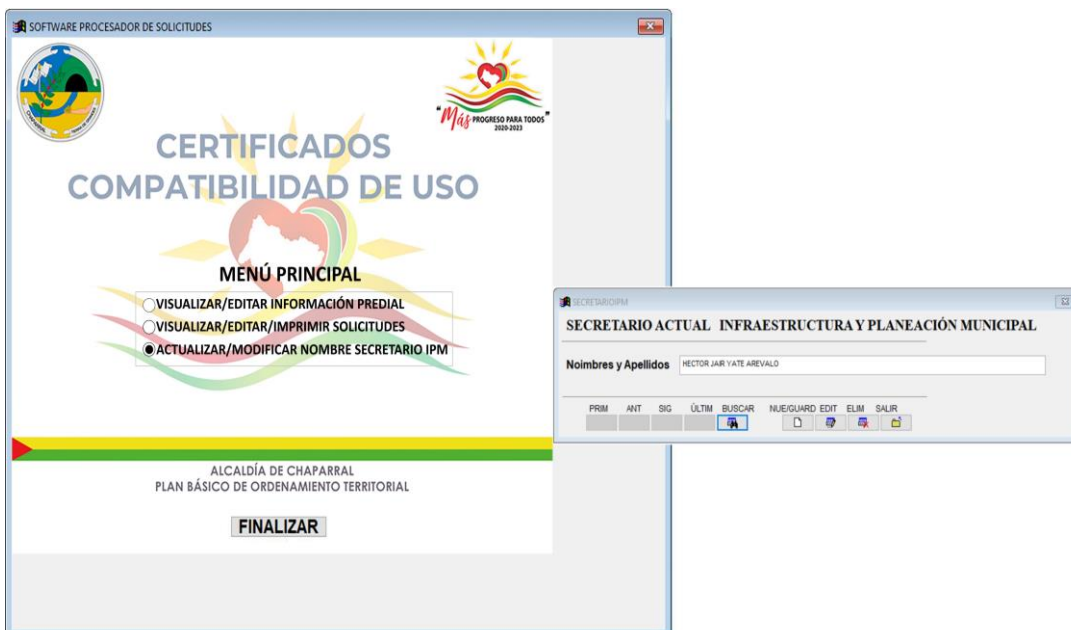 SOFTWARE PROCESADOR DE SOLICITUDES
CHAPARRAL
"Más PROGRESO PARA TODOS"
2020-2023
CERTIFICADOS
COMPATIBILIDAD DE USO
MENÚ PRINCIPAL
VISUALIZAR/EDITAR INFORMACIÓN PREDIAL
VISUALIZAR/EDITAR/IMPRIMIR SOLICITUDES
ACTUALIZAR/MODIFICAR NOMBRE SECRETARIO IPM
ALCALDÍA DE CHAPARRAL
PLAN BÁSICO DE ORDENAMIENTO TERRITORIAL
FINALIZAR
SECRETARIOIPM
SECRETARIO ACTUAL INFRAESTRUCTURA Y PLANEACIÓN MUNICIPAL
Noimbres y Apellidos HECTOR JAIR YATE AREVALO
PRIM ANT SIG ÚLTIM BUSCAR NUE/GUARD EDIT ELIM SALIR